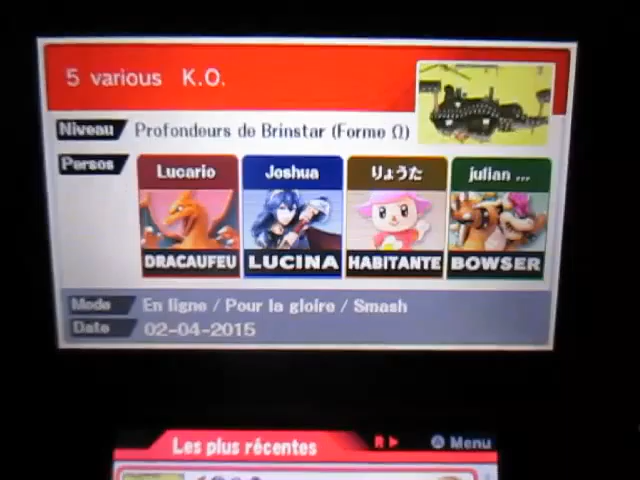 5 various K.O.
Niveau Profondeurs de Brinstar (Forme Ω)
Persos
Lucario Joshua りょうた julian ...
DRACAUFEU LUCINA HABITANTE BOWSER
Mode En ligne / Pour la gloire / Smash
Date 02-04-2015
Les plus récentes R Menu